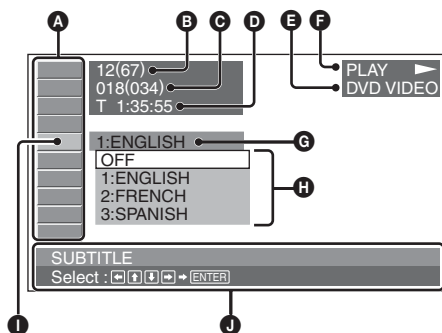 A
B
C
D
E
F
12(67)
018(034)
T 1:35:55
PLAY
DVD VIDEO
1:ENGLISH
G
OFF
1:ENGLISH
2:FRENCH
3:SPANISH
H
SUBTITLE
Select : ←↑↓→ → ENTER
I
J